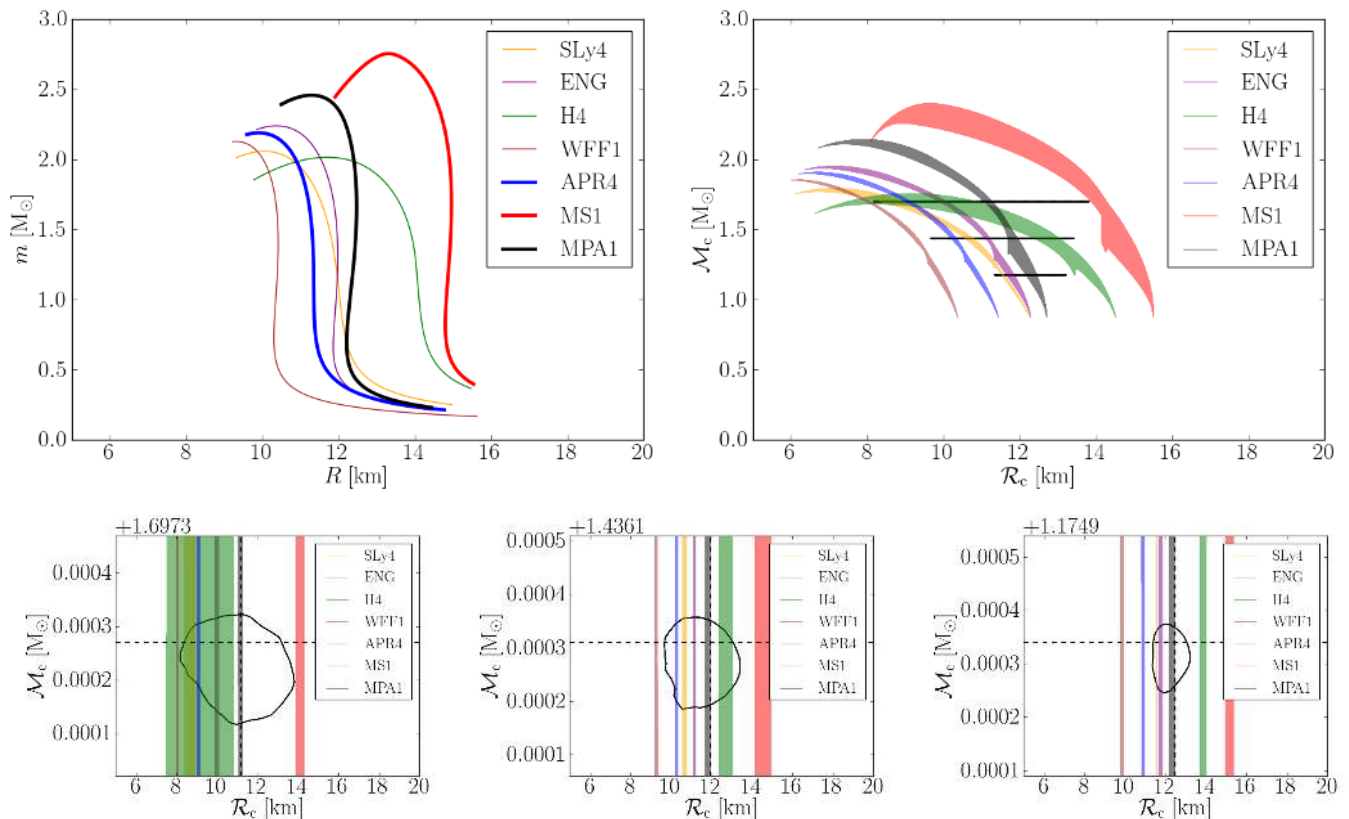 3.0
2.5
2.0
1.5
1.0
0.5
0.0
m [M⊙]
6 8 10 12 14 16 18 20
R [km]
SLy4
ENG
H4
WFF1
APR4
MS1
MPA1
3.0
2.5
2.0
1.5
1.0
0.5
0.0
ℳc [M⊙]
6 8 10 12 14 16 18 20
ℛc [km]
SLy4
ENG
H4
WFF1
APR4
MS1
MPA1
+1.6973
0.0004
0.0003
0.0002
0.0001
ℳc [M⊙]
6 8 10 12 14 16 18 20
ℛc [km]
SLy4
ENG
H4
WFF1
APR4
MS1
MPA1
+1.4361
0.0005
0.0004
0.0003
0.0002
0.0001
ℳc [M⊙]
6 8 10 12 14 16 18 20
ℛc [km]
SLy4
ENG
H4
WFF1
APR4
MS1
MPA1
+1.1749
0.0005
0.0004
0.0003
0.0002
0.0001
ℳc [M⊙]
6 8 10 12 14 16 18 20
ℛc [km]
SLy4
ENG
H4
WFF1
APR4
MS1
MPA1